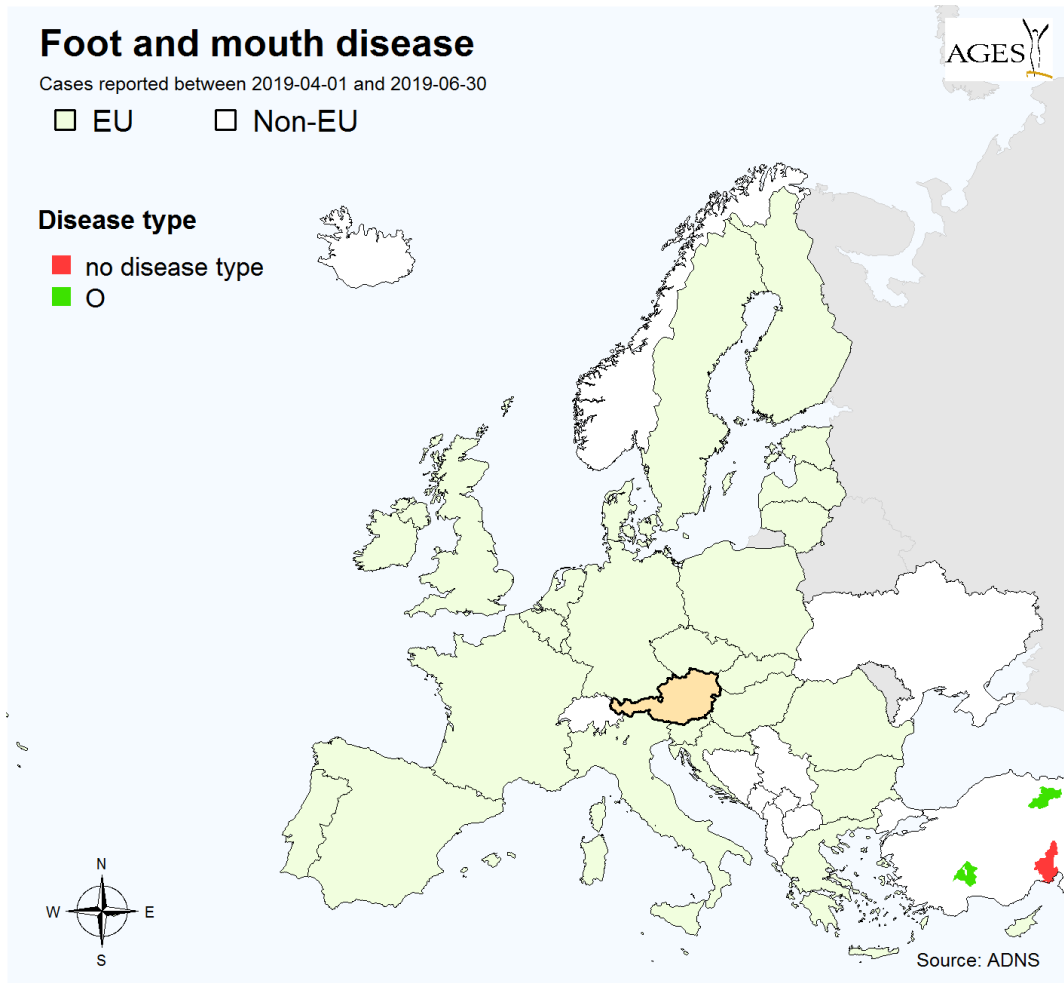 Foot and mouth disease
Cases reported between 2019-04-01 and 2019-06-30
EU Non-EU
AGES
Disease type
no disease type
O
N
W E
S
Source: ADNS